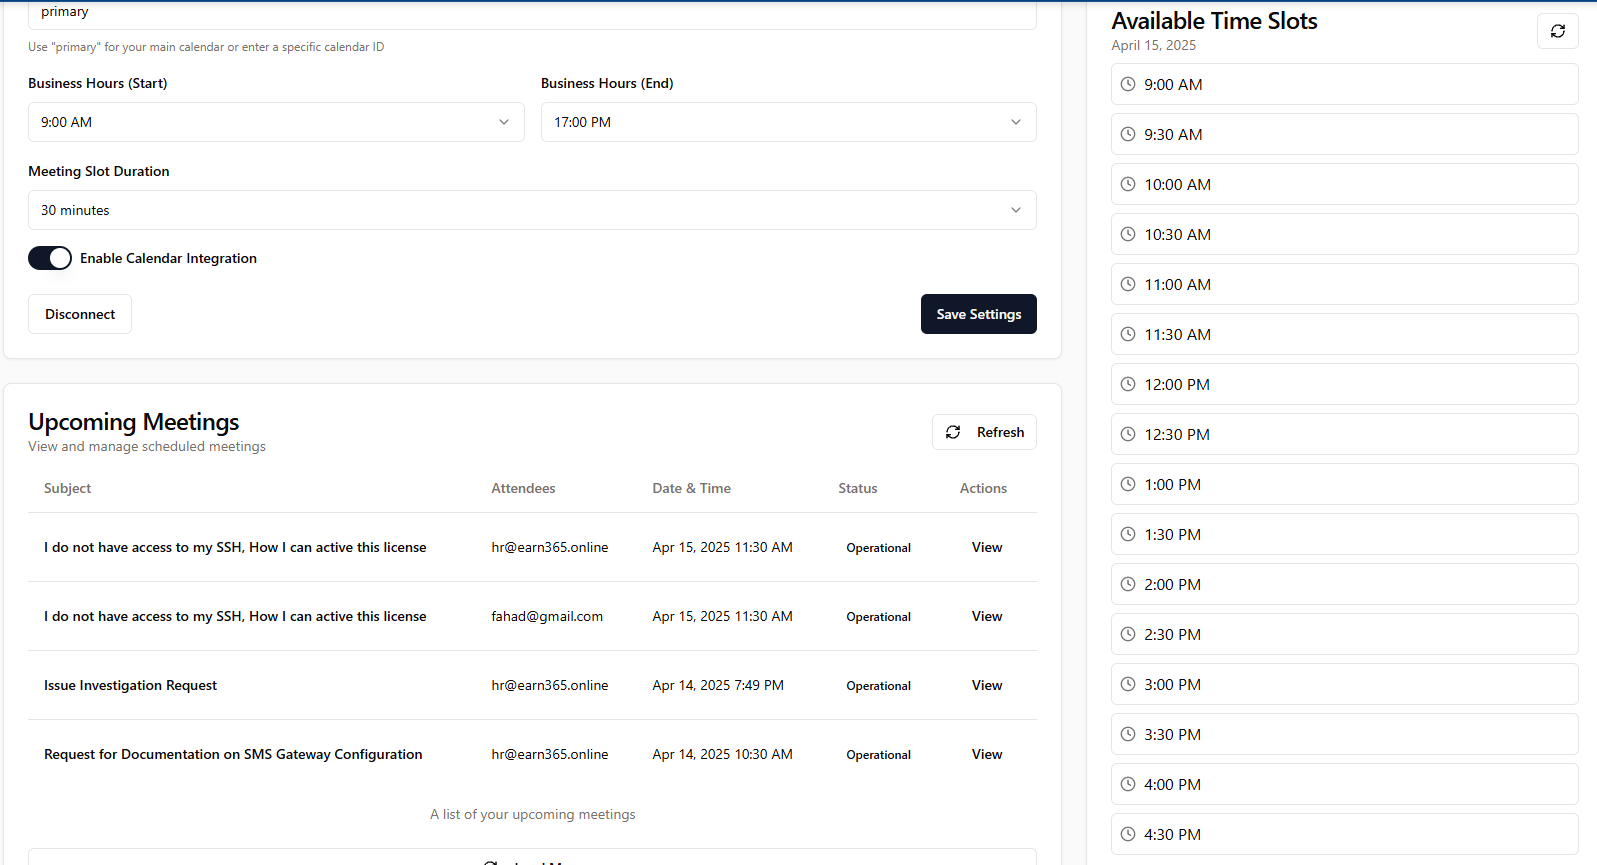 primary
Use "primary" for your main calendar or enter a specific calendar ID
Business Hours (Start)
Business Hours (End)
9:00 AM
17:00 PM
Meeting Slot Duration
30 minutes
Enable Calendar Integration
Disconnect
Save Settings
Upcoming Meetings
View and manage scheduled meetings
Refresh
Subject Attendees Date & Time Status Actions
I do not have access to my SSH, How I can active this license hr@earn365.online Apr 15, 2025 11:30 AM Operational View
I do not have access to my SSH, How I can active this license fahad@gmail.com Apr 15, 2025 11:30 AM Operational View
Issue Investigation Request hr@earn365.online Apr 14, 2025 7:49 PM Operational View
Request for Documentation on SMS Gateway Configuration hr@earn365.online Apr 14, 2025 10:30 AM Operational View
A list of your upcoming meetings
Available Time Slots
April 15, 2025
9:00 AM
9:30 AM
10:00 AM
10:30 AM
11:00 AM
11:30 AM
12:00 PM
12:30 PM
1:00 PM
1:30 PM
2:00 PM
2:30 PM
3:00 PM
3:30 PM
4:00 PM
4:30 PM